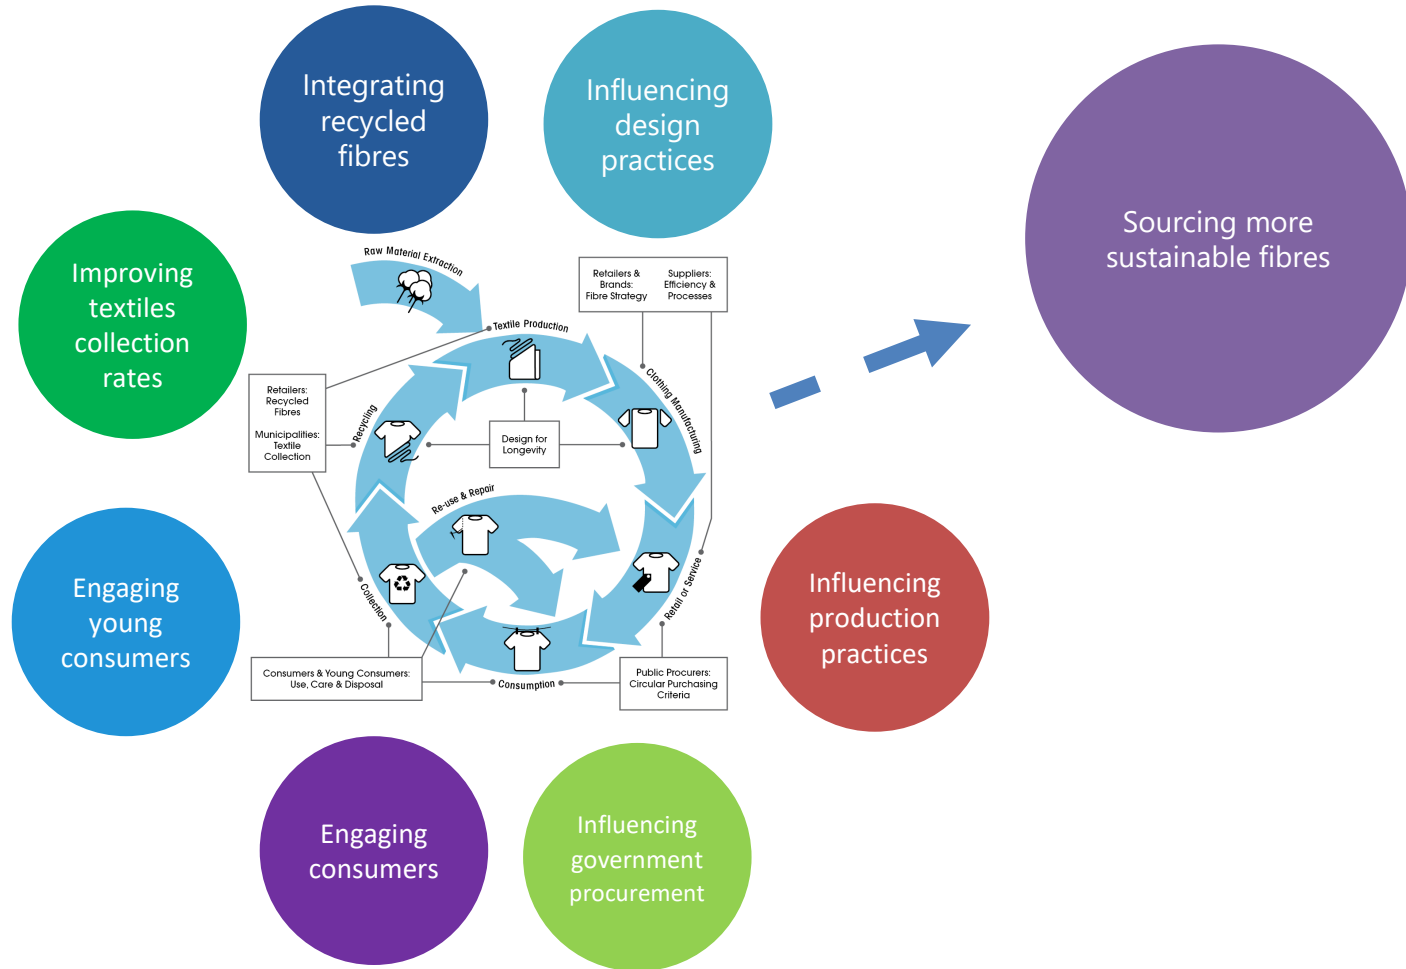 Integrating
recycled
fibres
Influencing
design
practices
Sourcing more
sustainable fibres
Improving
textiles
collection
rates
Raw Material Extraction
Retailers &
Brands:
Fibre Strategy
Suppliers:
Efficiency &
Processes
Textile Production
Clothing Manufacturing
Retailers:
Recycled
Fibres
Municipalities:
Textile
Collection
Recycling
Design for
Longevity
Re-use & Repair
Engaging
young
consumers
Collection
Retail or Service
Influencing
production
practices
Consumers & Young Consumers:
Use, Care & Disposal
Consumption
Public Procurers:
Circular Purchasing
Criteria
Engaging
consumers
Influencing
government
procurement